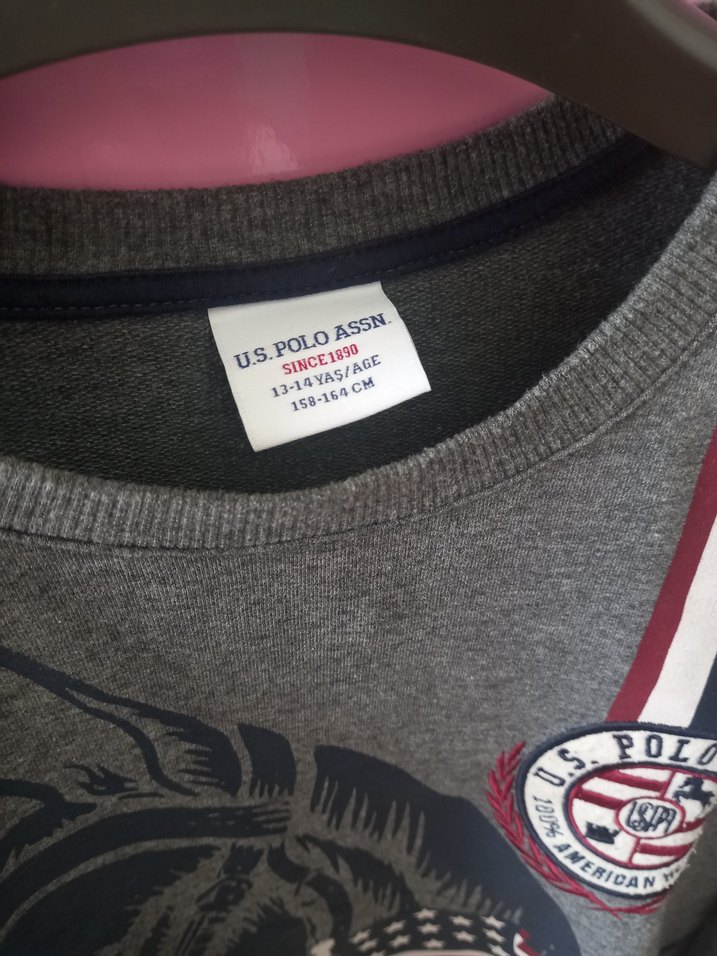 U.S. POLO ASSN.
SINCE 1890
13-14 YAŞ/AGE
158-164 CM
U.S. POLO
USPA
100% AMERICAN